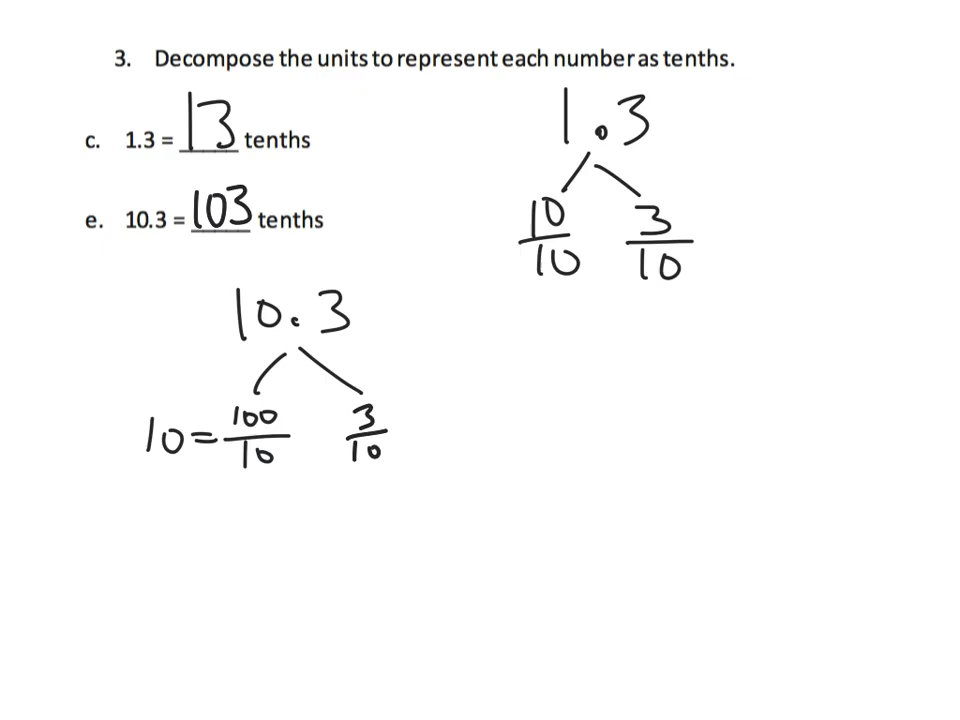 3. Decompose the units to represent each number as tenths.
c. 1.3 = 13 tenths
e. 10.3 = 103 tenths
1.3
10/10 3/10
10.3
10 = 100/10 3/10